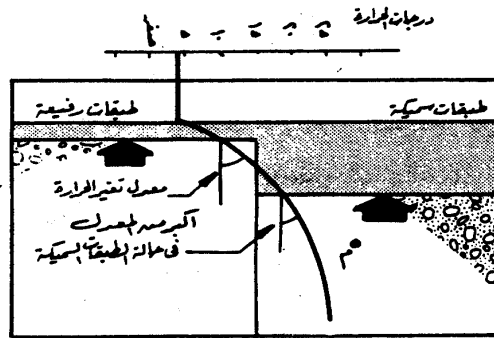 درجات الحرارة
طبقات رفيعة
طبقات سميكة
معدل تغير الحرارة
أكبر من المعدل
في حالة الطبقات السميكة
م°